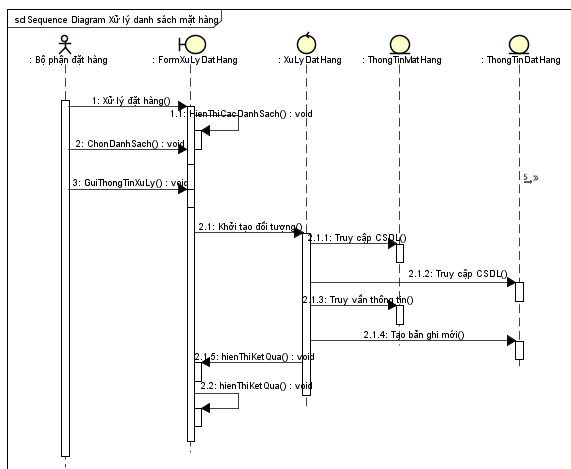 sd Sequence Diagram Xử lý danh sách mặt hàng
: Bộ phận đặt hàng
: FormXuLyDatHang
: XuLyDatHang
: ThongTinMatHang
: ThongTinDatHang
1: Xử lý đặt hàng()
1.1: HienThiCacDanhSach() : void
2: ChonDanhSach() : void
3: GuiThongTinXuLy() : void
2.1: Khởi tạo đối tượng()
2.1.1: Truy cập CSDL()
2.1.2: Truy cập CSDL()
2.1.3: Truy vấn thông tin()
2.1.4: Tạo bản ghi mới()
2.1.5: hienThiKetQua() : void
2.2: hienThiKetQua() : void